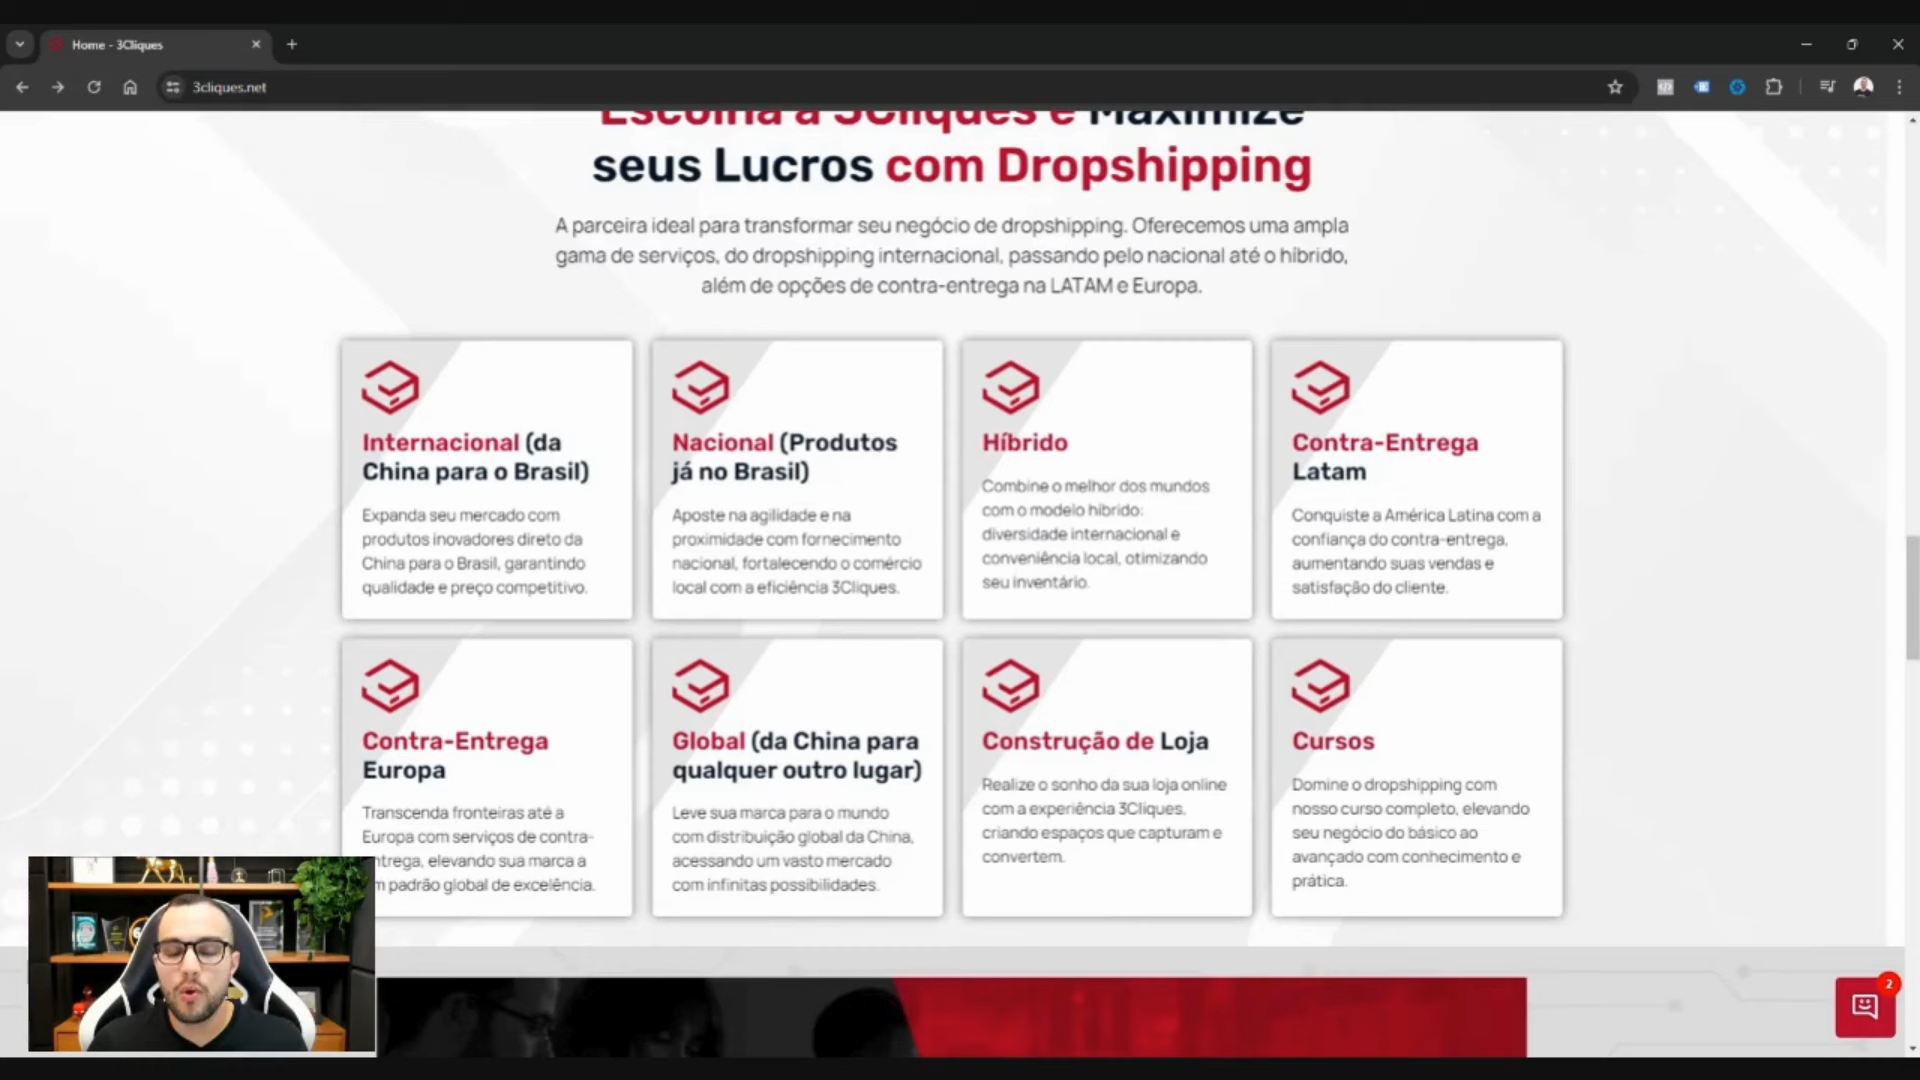 Home - 3Cliques
3cliques.net
Escolha a 3Cliques e Maximize
seus Lucros com Dropshipping
A parceira ideal para transformar seu negócio de dropshipping. Oferecemos uma ampla
gama de serviços, do dropshipping internacional, passando pelo nacional até o híbrido,
além de opções de contra-entrega na LATAM e Europa.
Internacional (da
China para o Brasil)
Expanda seu mercado com
produtos inovadores direto da
China para o Brasil, garantindo
qualidade e preço competitivo.
Nacional (Produtos
já no Brasil)
Aposte na agilidade e na
proximidade com fornecimento
nacional, fortalecendo o comércio
local com a eficiência 3Cliques.
Híbrido
Combine o melhor dos mundos
com o modelo híbrido:
diversidade internacional e
conveniência local, otimizando
seu inventário.
Contra-Entrega
Latam
Conquiste a América Latina com a
confiança do contra-entrega,
aumentando suas vendas e
satisfação do cliente.
Contra-Entrega
Europa
Transcenda fronteiras até a
Europa com serviços de contra-
ntrega, elevando sua marca a
m padrão global de excelência.
Global (da China para
qualquer outro lugar)
Leve sua marca para o mundo
com distribuição global da China,
acessando um vasto mercado
com infinitas possibilidades.
Construção de Loja
Realize o sonho da sua loja online
com a experiência 3Cliques,
criando espaços que capturam e
convertem.
Cursos
Domine o dropshipping com
nosso curso completo, elevando
seu negócio do básico ao
avançado com conhecimento e
prática.
2